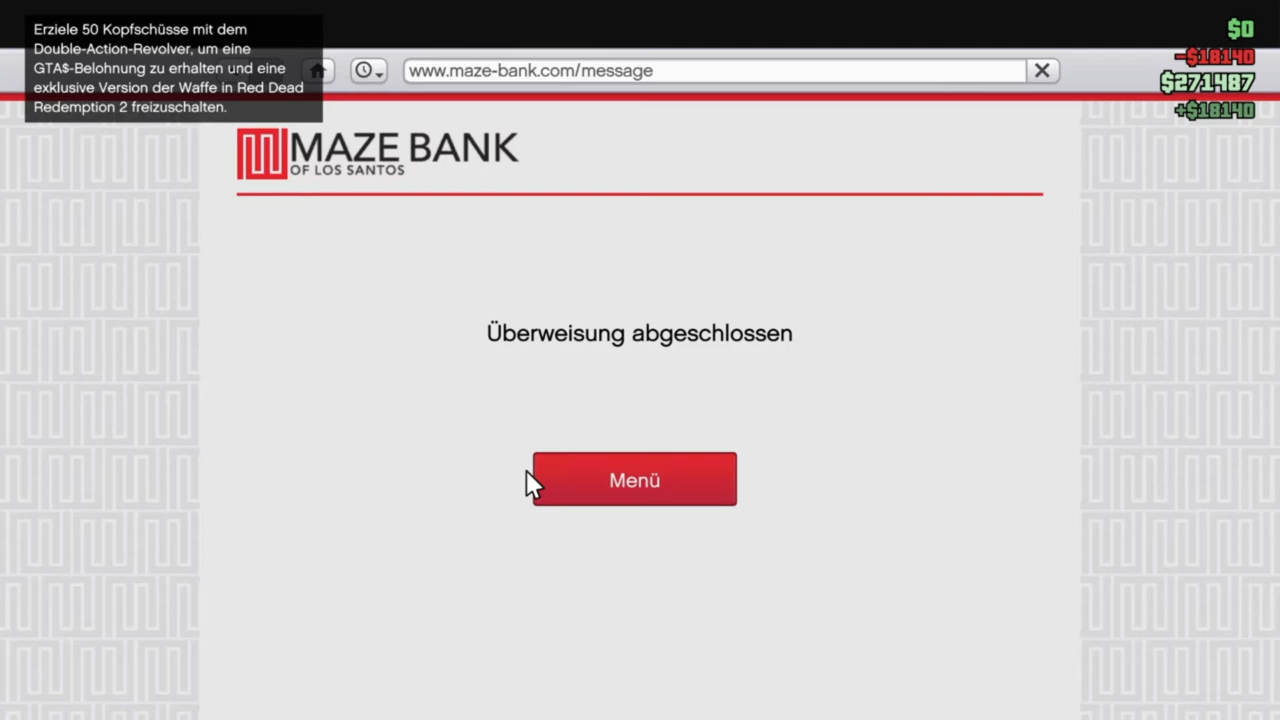 Erziele 50 Kopfschüsse mit dem
Double-Action-Revolver, um eine
GTA$-Belohnung zu erhalten und eine
exklusive Version der Waffe in Red Dead
Redemption 2 freizuschalten.
www.maze-bank.com/message
$0
-$18140
$271487
+$18140
MAZE BANK
OF LOS SANTOS
Überweisung abgeschlossen
Menü